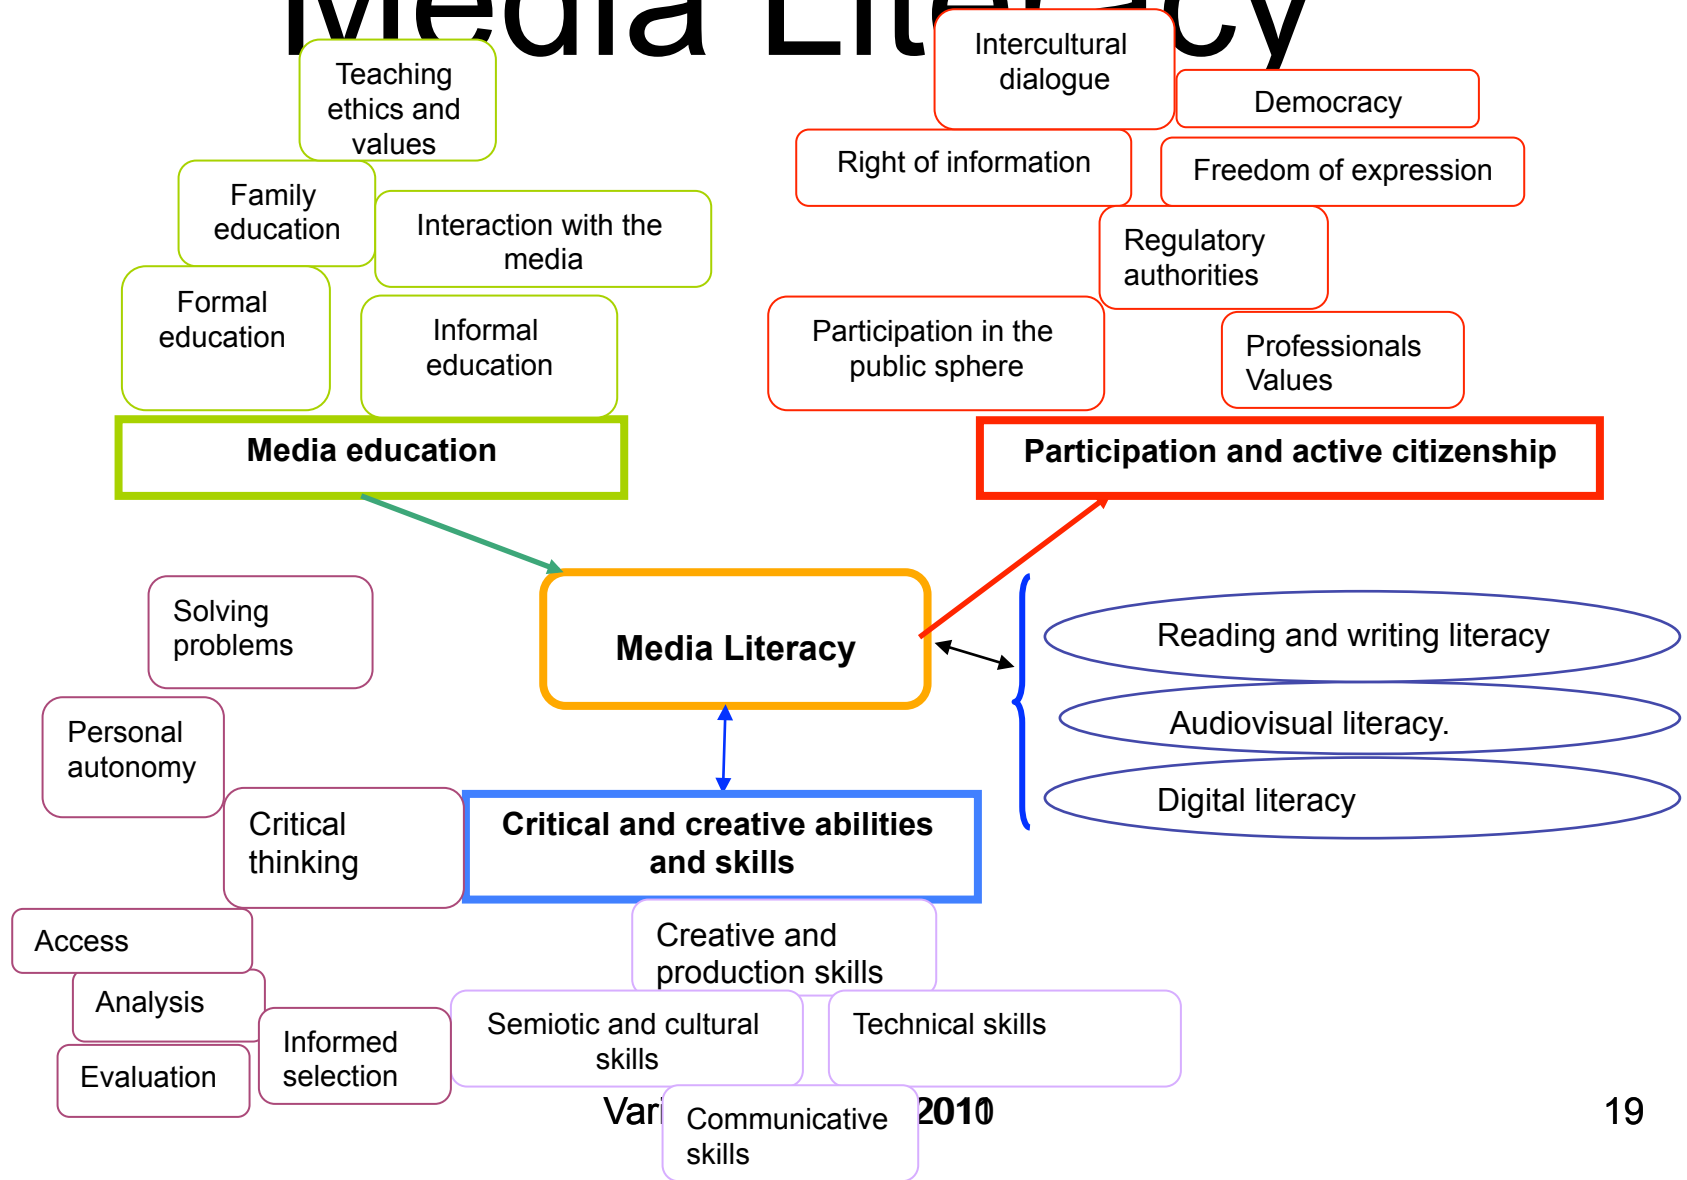 Media Literacy
Teaching
ethics and
values
Family
education
Interaction with the
media
Formal
education
Informal
education
Media education
Intercultural
dialogue
Democracy
Right of information
Freedom of expression
Regulatory
authorities
Participation in the
public sphere
Professionals
Values
Participation and active citizenship
Media Literacy
Reading and writing literacy
Audiovisual literacy.
Digital literacy
Solving
problems
Personal
autonomy
Critical
thinking
Critical and creative abilities
and skills
Access
Analysis
Evaluation
Informed
selection
Creative and
production skills
Semiotic and cultural
skills
Technical skills
Communicative
skills
19